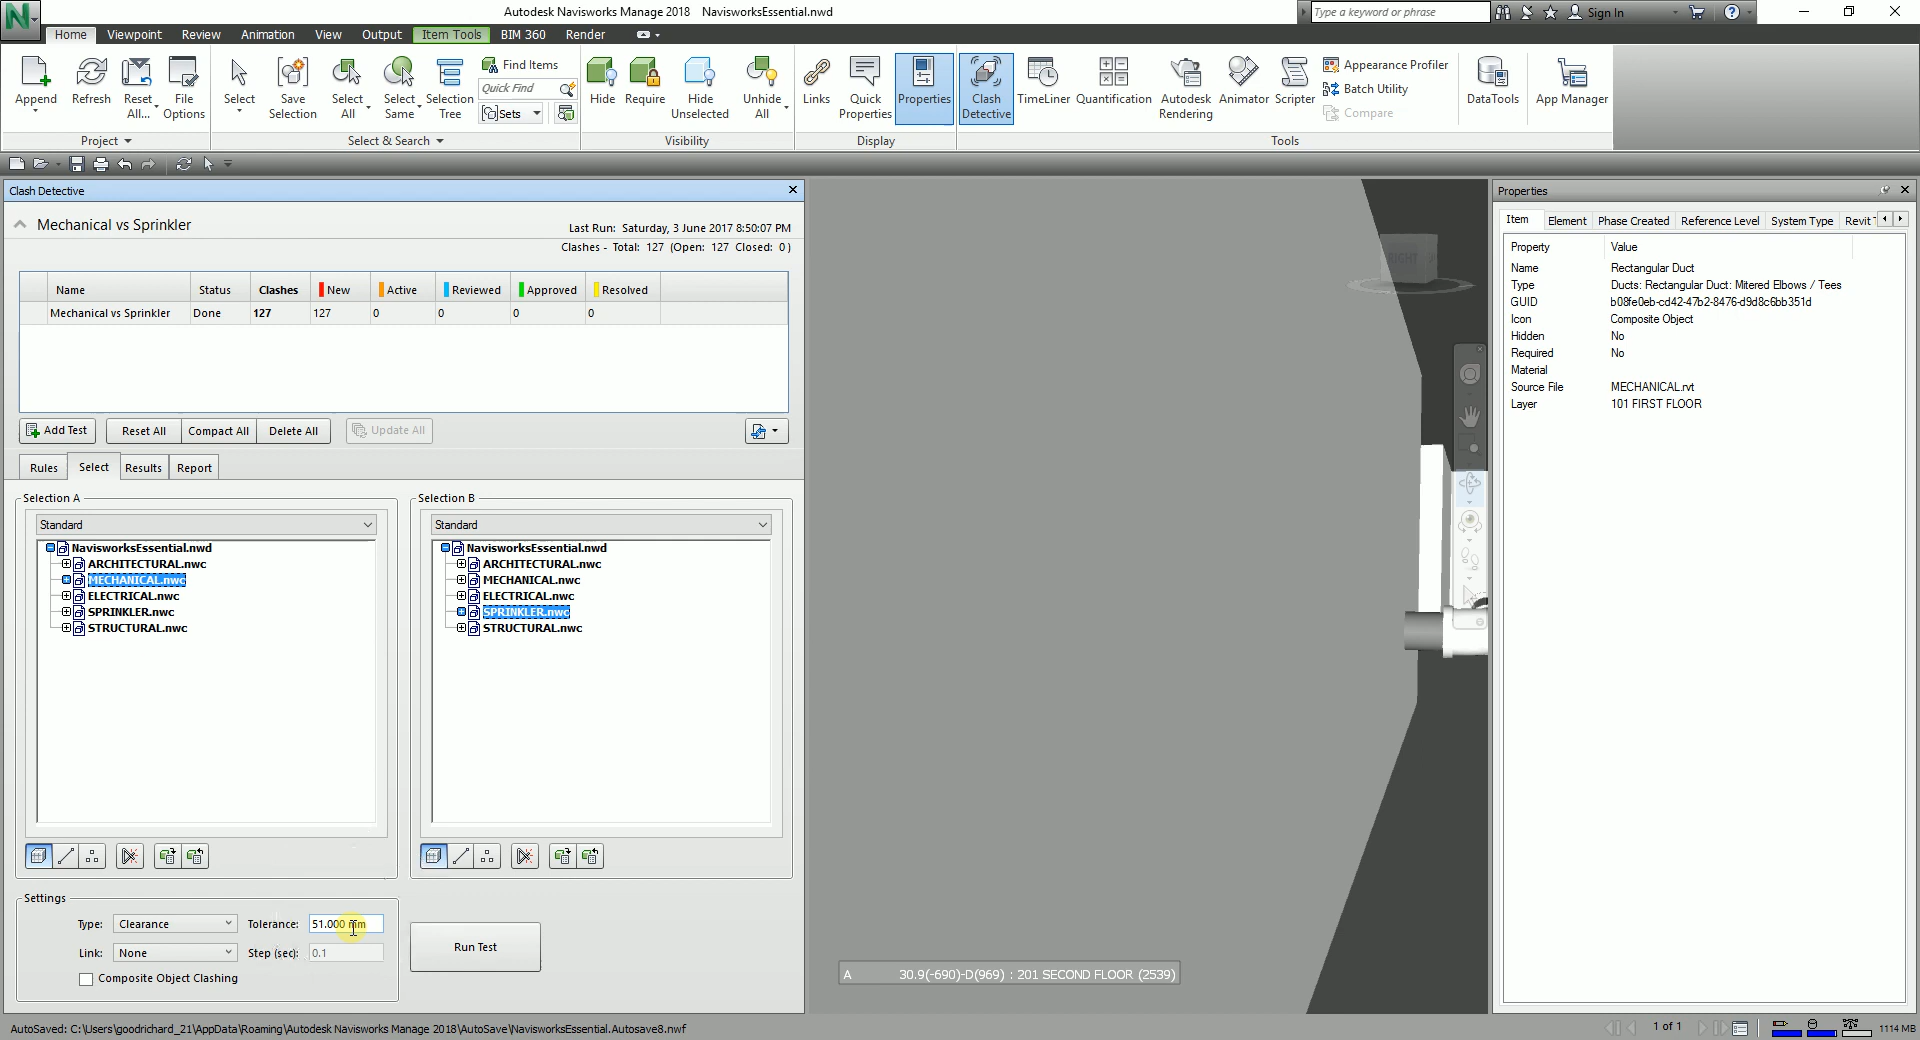 Autodesk Navisworks Manage 2018 NavisworksEssential.nwd
Type a keyword or phrase
Sign In
Home Viewpoint Review Animation View Output Item Tools BIM 360 Render
Append Refresh Reset All... File Options
Select Save Selection Select All Select Same Selection Tree
Find Items
Quick Find
Sets
Hide Require Hide Unselected Unhide All
Links Quick Properties Properties
Clash Detective TimeLiner Quantification Autodesk Rendering Animator Scripter
Appearance Profiler
Batch Utility
Compare
DataTools App Manager
Project Select & Search Visibility Display Tools
Clash Detective
Mechanical vs Sprinkler
Last Run: Saturday, 3 June 2017 8:50:07 PM
Clashes - Total: 127 (Open: 127 Closed: 0)
Name Status Clashes New Active Reviewed Approved Resolved
Mechanical vs Sprinkler Done 127 127 0 0 0 0
Add Test Reset All Compact All Delete All Update All
Rules Select Results Report
Selection A
Standard
NavisworksEssential.nwd
ARCHITECTURAL.nwc
MECHANICAL.nwc
ELECTRICAL.nwc
SPRINKLER.nwc
STRUCTURAL.nwc
Selection B
Standard
NavisworksEssential.nwd
ARCHITECTURAL.nwc
MECHANICAL.nwc
ELECTRICAL.nwc
SPRINKLER.nwc
STRUCTURAL.nwc
Settings
Type: Clearance Tolerance: 51.000 mm
Link: None Step (sec): 0.1
Composite Object Clashing
Run Test
A 30.9(-690)-D(969) : 201 SECOND FLOOR (2539)
Properties
Item Element Phase Created Reference Level System Type Revit
Property Value
Name Rectangular Duct
Type Ducts: Rectangular Duct: Mitered Elbows / Tees
GUID b08fe0eb-cd42-47b2-8476-d9d8c6bb351d
Icon Composite Object
Hidden No
Required No
Material
Source File MECHANICAL.rvt
Layer 101 FIRST FLOOR
AutoSaved: C:\Users\goodrichard_21\AppData\Roaming\Autodesk Navisworks Manage 2018\AutoSave\NavisworksEssential.Autosave8.nwf
1 of 1
1114 MB